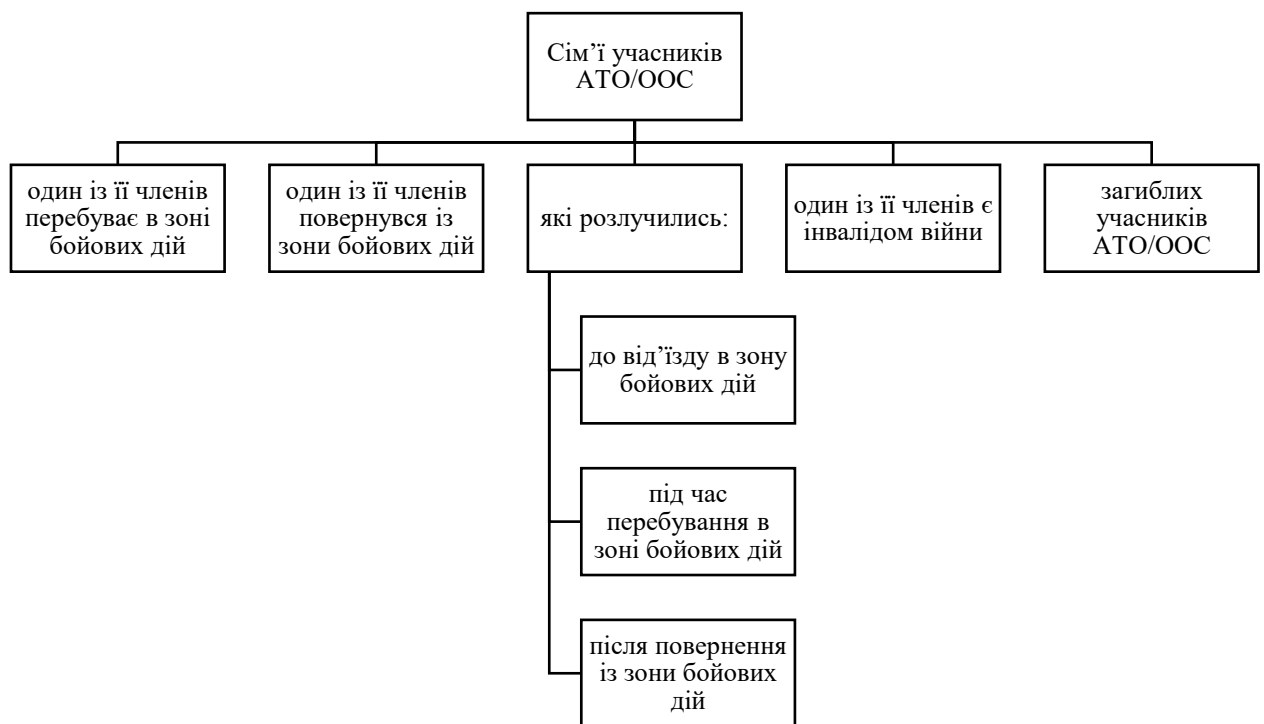 Сім’ї учасників
АТО/ООС
один із її членів
перебуває в зоні
бойових дій
один із її членів
повернувся із
зони бойових дій
які розлучились:
один із її членів є
інвалідом війни
загиблих
учасників
АТО/ООС
до від’їзду в зону
бойових дій
під час
перебування в
зоні бойових дій
після повернення
із зони бойових
дій